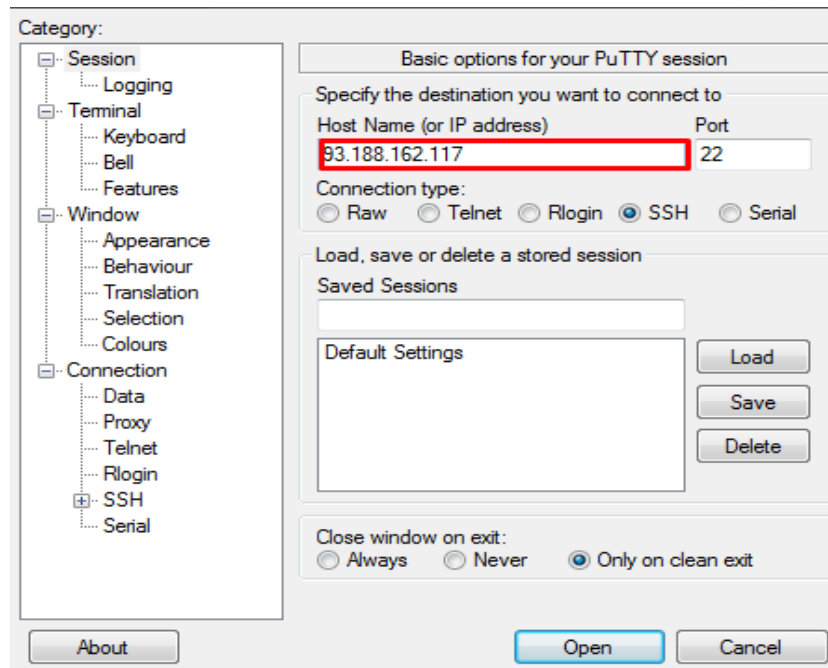 Category:
Session
Logging
Terminal
Keyboard
Bell
Features
Window
Appearance
Behaviour
Translation
Selection
Colours
Connection
Data
Proxy
Telnet
Rlogin
SSH
Serial
Basic options for your PuTTY session
Specify the destination you want to connect to
Host Name (or IP address) Port
93.188.162.117 22
Connection type:
Raw Telnet Rlogin SSH Serial
Load, save or delete a stored session
Saved Sessions
Default Settings
Load
Save
Delete
Close window on exit:
Always Never Only on clean exit
About Open Cancel